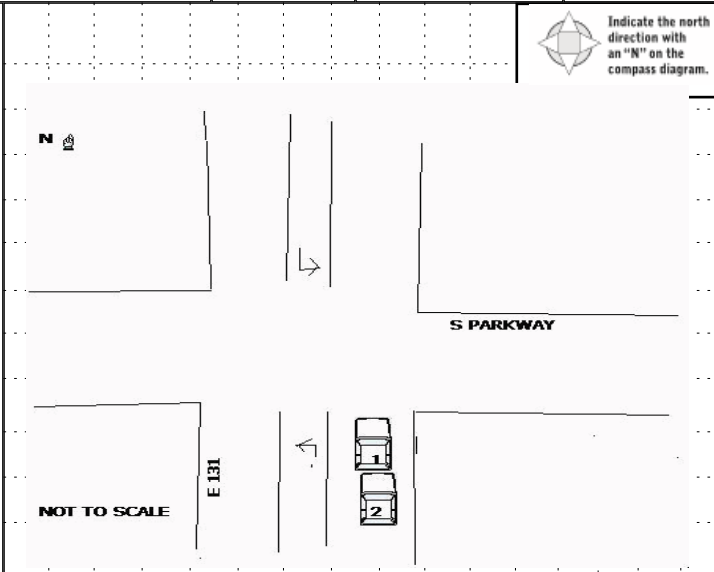 Indicate the north
direction with
an "N" on the
compass diagram.
N
S PARKWAY
1
E 131
2
NOT TO SCALE